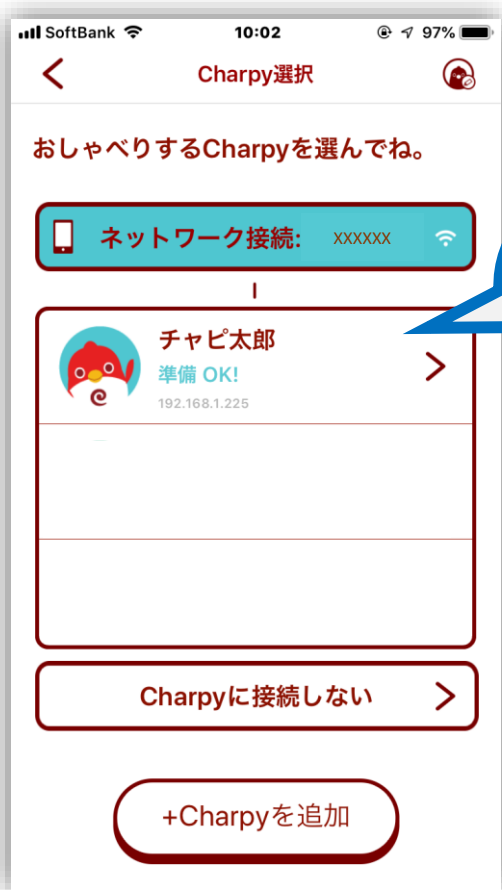 SoftBank 10:02 97%
Charpy選択
おしゃべりするCharpyを選んでね。
ネットワーク接続: XXXXXX
チャピ太郎
準備 OK!
192.168.1.225
Charpyに接続しない
+Charpyを追加